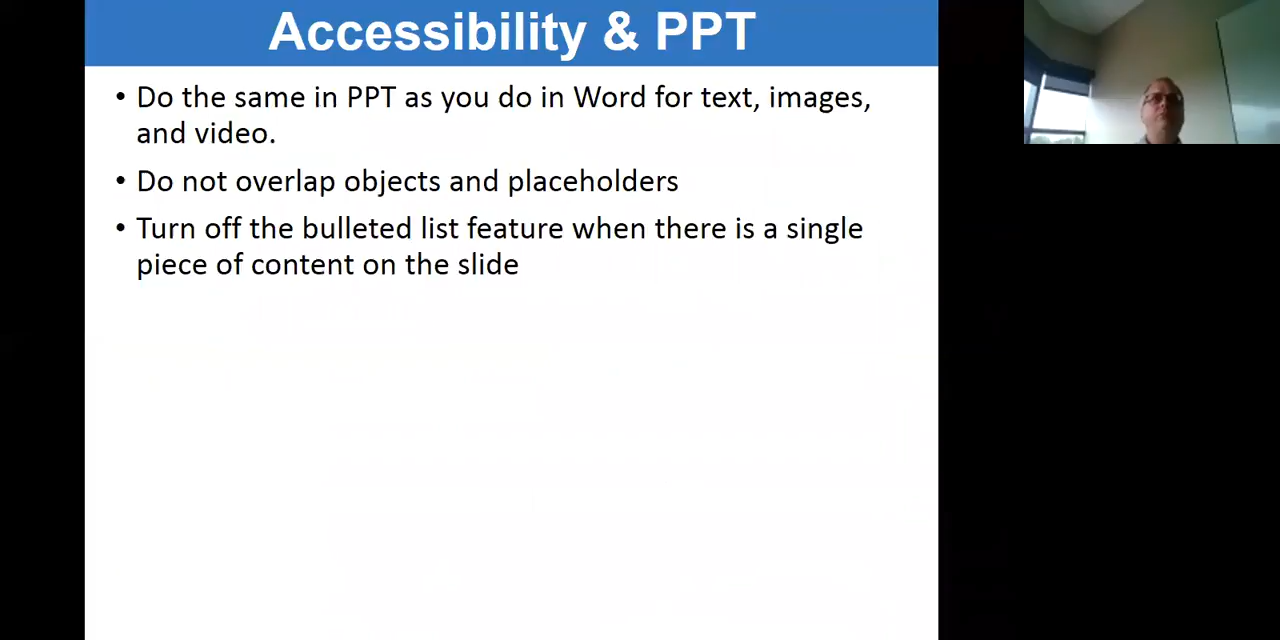 Accessibility & PPT
• Do the same in PPT as you do in Word for text, images,
and video.
• Do not overlap objects and placeholders
• Turn off the bulleted list feature when there is a single
piece of content on the slide